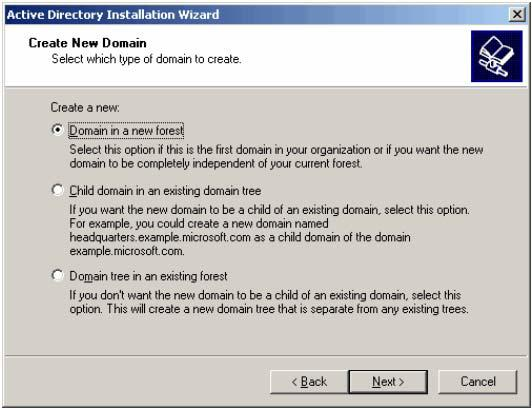 Active Directory Installation Wizard
Create New Domain
Select which type of domain to create.
Create a new:
Domain in a new forest
Select this option if this is the first domain in your organization or if you want the new
domain to be completely independent of your current forest.
Child domain in an existing domain tree
If you want the new domain to be a child of an existing domain, select this option.
For example, you could create a new domain named
headquarters.example.microsoft.com as a child domain of the domain
example.microsoft.com.
Domain tree in an existing forest
If you don't want the new domain to be a child of an existing domain, select this
option. This will create a new domain tree that is separate from any existing trees.
< Back
Next >
Cancel